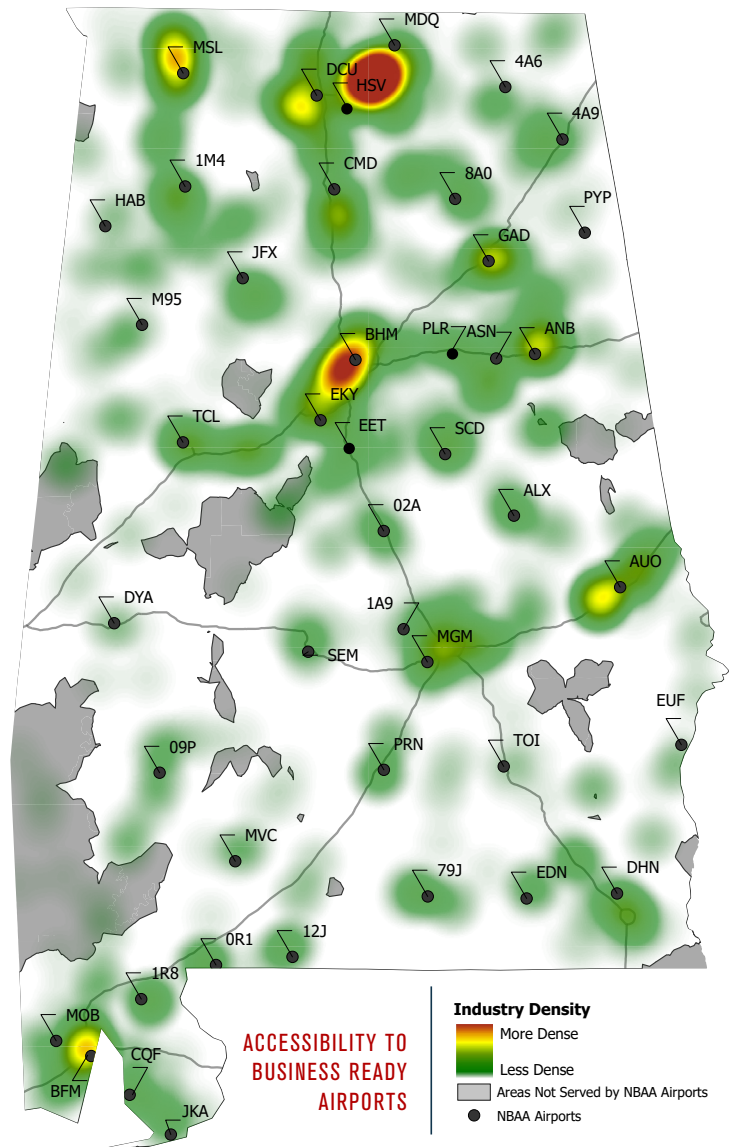 MDQ
MSL
4A6
DCU
HSV
4A9
1M4
CMD
8A0
HAB
PYP
GAD
JFX
M95
BHM
PLR
ASN
ANB
EKY
TCL
EET
SCD
02A
ALX
AUO
DYA
1A9
MGM
SEM
EUF
09P
PRN
TOI
MVC
79J
EDN
DHN
0R1
12J
1R8
MOB
CQF
BFM
JKA
ACCESSIBILITY TO
BUSINESS READY
AIRPORTS
Industry Density
More Dense
Less Dense
Areas Not Served by NBAA Airports
NBAA Airports